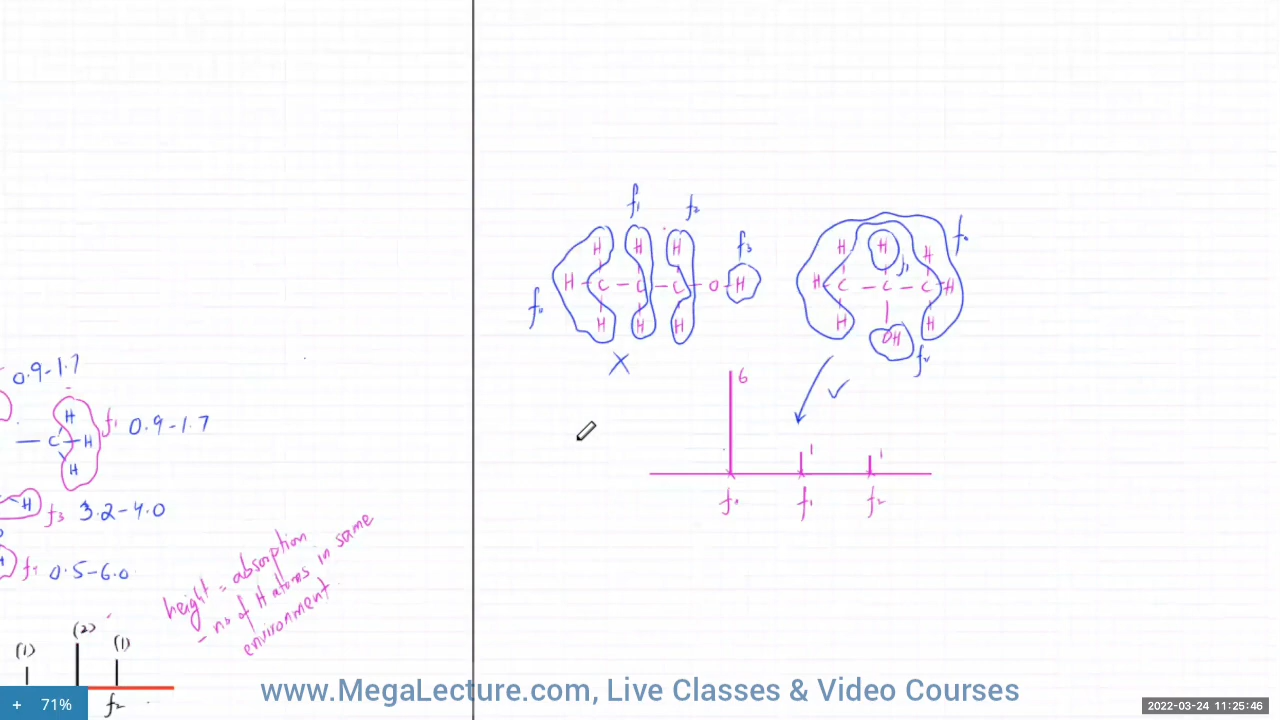 0.9-1.7
H
— C — H
H
f₁ 0.9-1.7
H f₃ 3.2-4.0
0.5-6.0
height = absorption
- no of H atoms in same
environment
(1) (2) (1)
f₂
f₁ f₂ f₃
H H H
H — C — C — C — O — H
H H H
f₀
X
H H H f₀
H — C — C — C — H
f₁
H OH H
f₂
✓
6 1 1
f₁ f₂
+ 71%
www.MegaLecture.com, Live Classes & Video Courses
2022-03-24 11:25:46